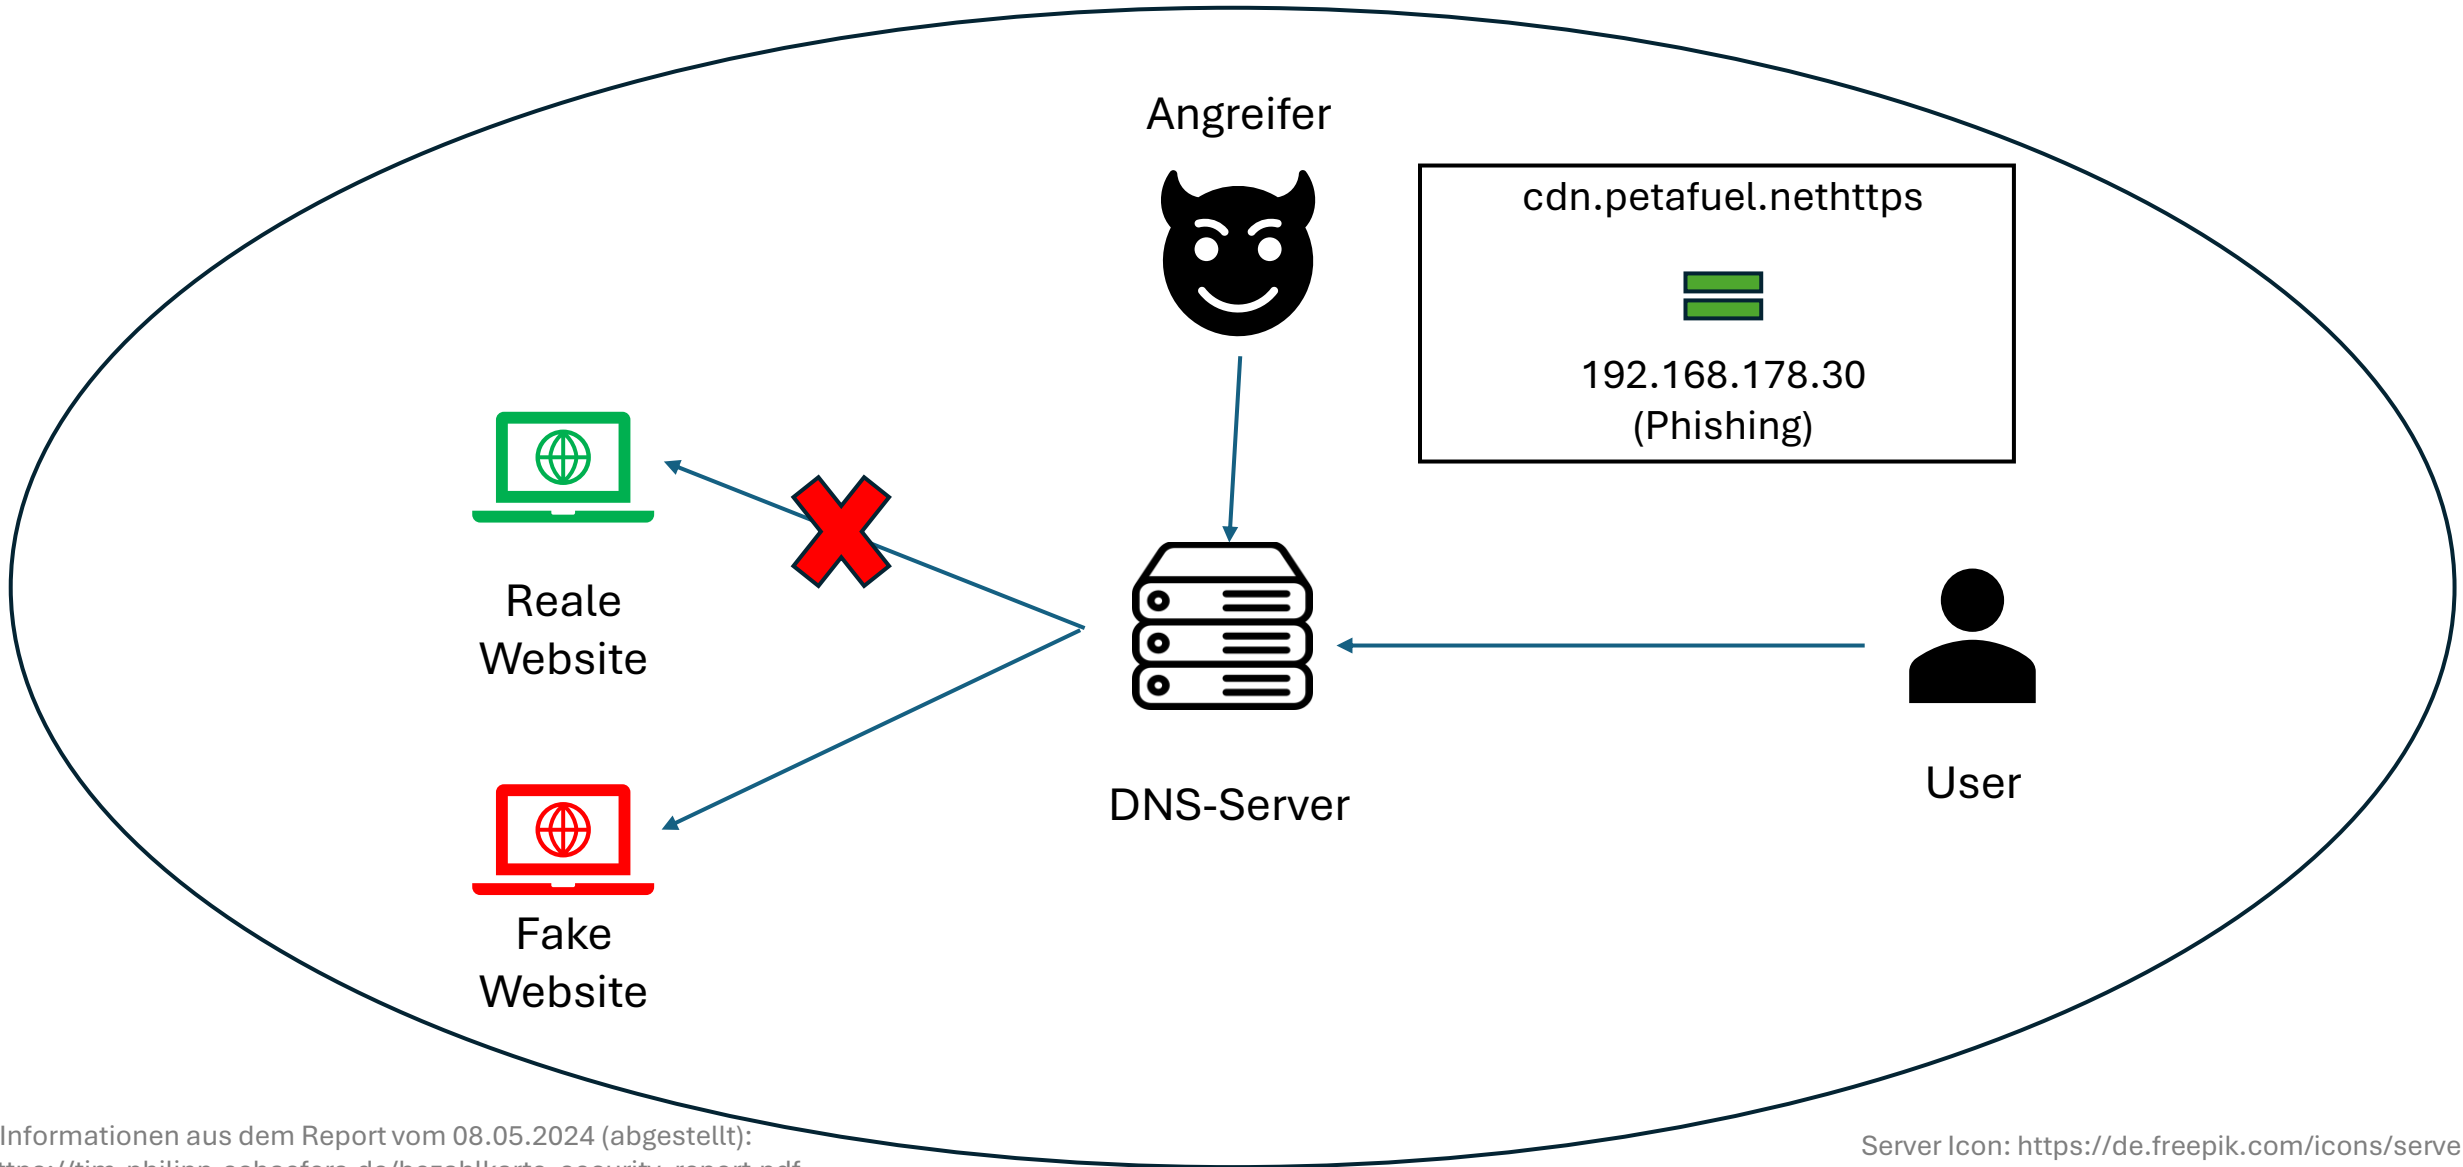 Angreifer
cdn.petafuel.nethttps
192.168.178.30
(Phishing)
Reale
Website
DNS-Server
User
Fake
Website
Informationen aus dem Report vom 08.05.2024 (abgestellt):
Server Icon: https://de.freepik.com/icons/serve